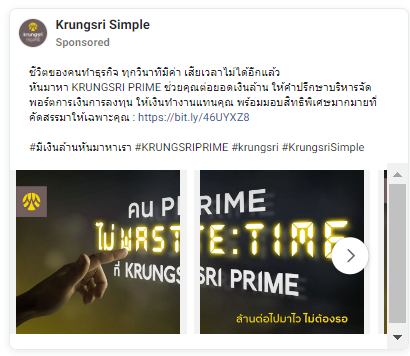 Krungsri Simple
Sponsored
ชีวิตของคนทำธุรกิจ ทุกวินาทีมีค่า เสียเวลาไม่ได้อีกแล้ว
หันมาหา KRUNGSRI PRIME ช่วยคุณต่อยอดเงินล้าน ให้คำปรึกษาบริหารจัด
พอร์ตการเงินการลงทุน ให้เงินทำงานแทนคุณ พร้อมมอบสิทธิพิเศษมากมายที่
คัดสรรมาให้เฉพาะคุณ : https://bit.ly/46UYXZ8
#มีเงินล้านหันมาหาเรา #KRUNGSRIPRIME #krungsri #KrungsriSimple
คน PRIME
ไม่ WASTE:TIME
ที่ KRUNGSRI PRIME
ล้านต่อไปมาไว ไม่ต้องรอ